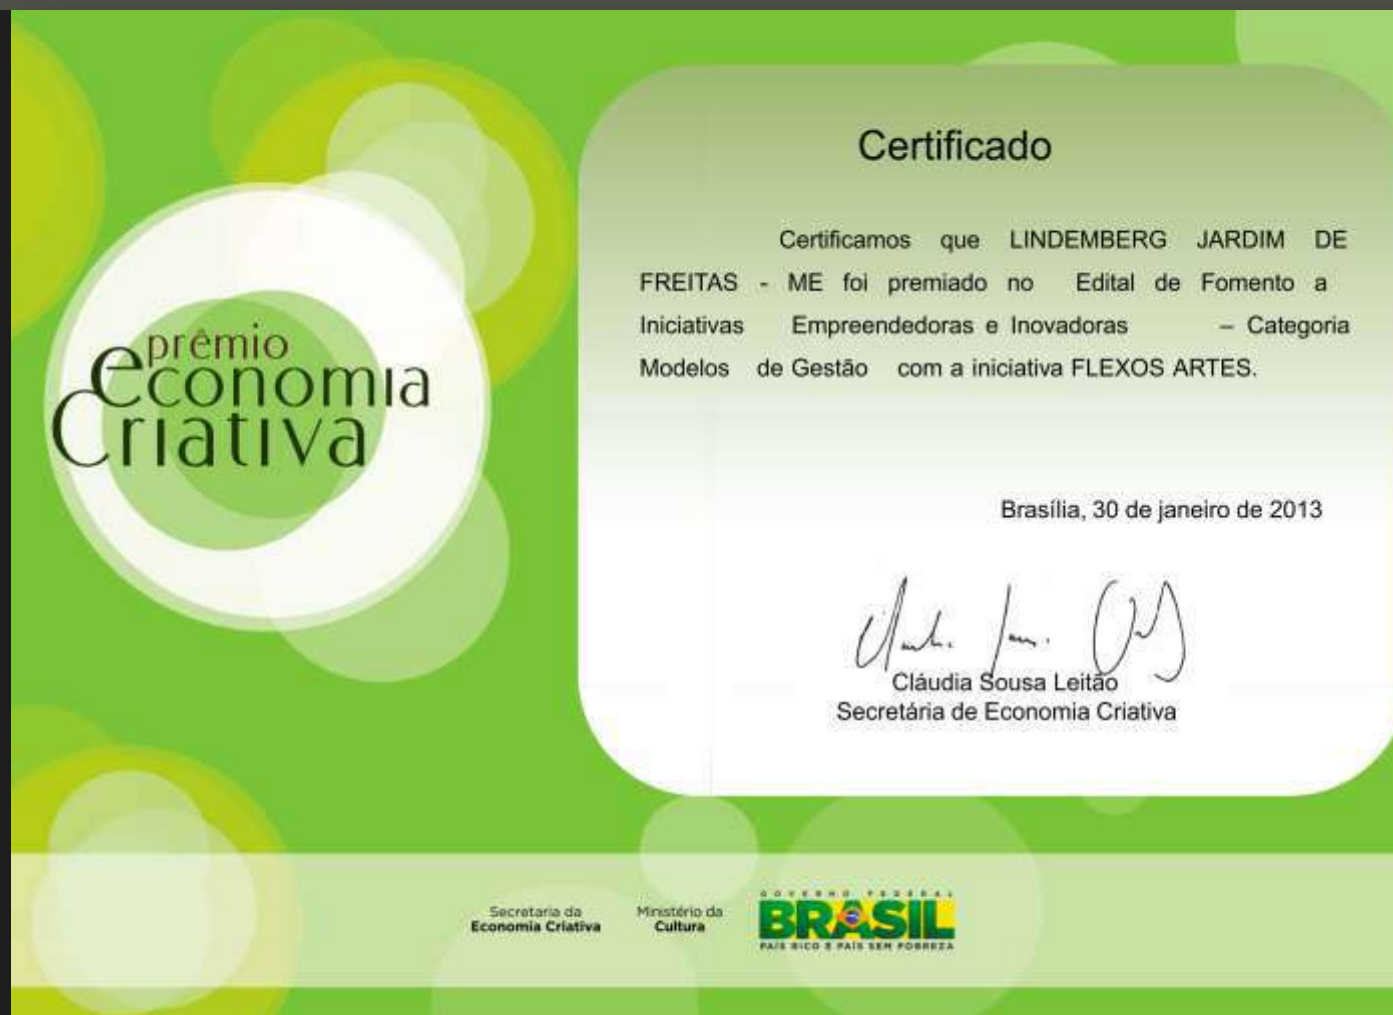 prêmio
economia
Criativa
Certificado
Certificamos que LINDEMBERG JARDIM DE
FREITAS - ME foi premiado no Edital de Fomento a
Iniciativas Empreendedoras e Inovadoras – Categoria
Modelos de Gestão com a iniciativa FLEXOS ARTES.
Brasília, 30 de janeiro de 2013
Cláudia Sousa Leitão
Secretária de Economia Criativa
Secretaria da
Economia Criativa
Ministério da
Cultura
GOVERNO FEDERAL
BRASIL
PAÍS RICO É PAÍS SEM POBREZA